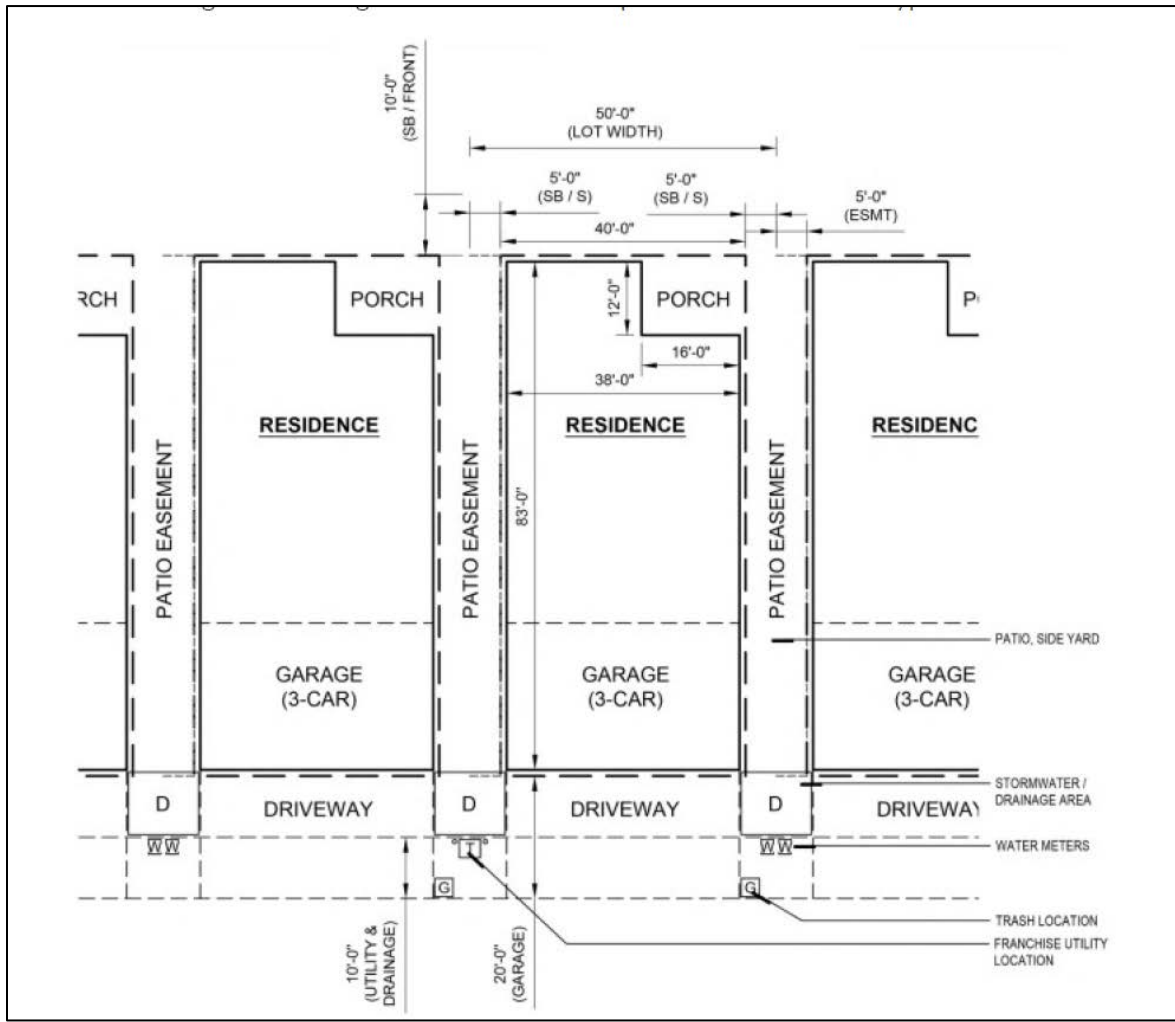 10'-0"
(SB / FRONT)
50'-0"
(LOT WIDTH)
5'-0"
(SB / S)
5'-0"
(SB / S)
5'-0"
(ESMT)
40'-0"
RCH
PORCH
12'-0"
PORCH
P
16'-0"
38'-0"
RESIDENCE
RESIDENCE
RESIDENC
PATIO EASEMENT
PATIO EASEMENT
PATIO EASEMENT
83'-0"
PATIO, SIDE YARD
GARAGE
(3-CAR)
GARAGE
(3-CAR)
GARAGE
(3-CAR)
STORMWATER /
DRAINAGE AREA
D
DRIVEWAY
D
DRIVEWAY
D
DRIVEWAY
W W
T
W W
WATER METERS
G
G
TRASH LOCATION
FRANCHISE UTILITY
LOCATION
10'-0"
(UTILITY &
DRAINAGE)
20'-0"
(GARAGE)